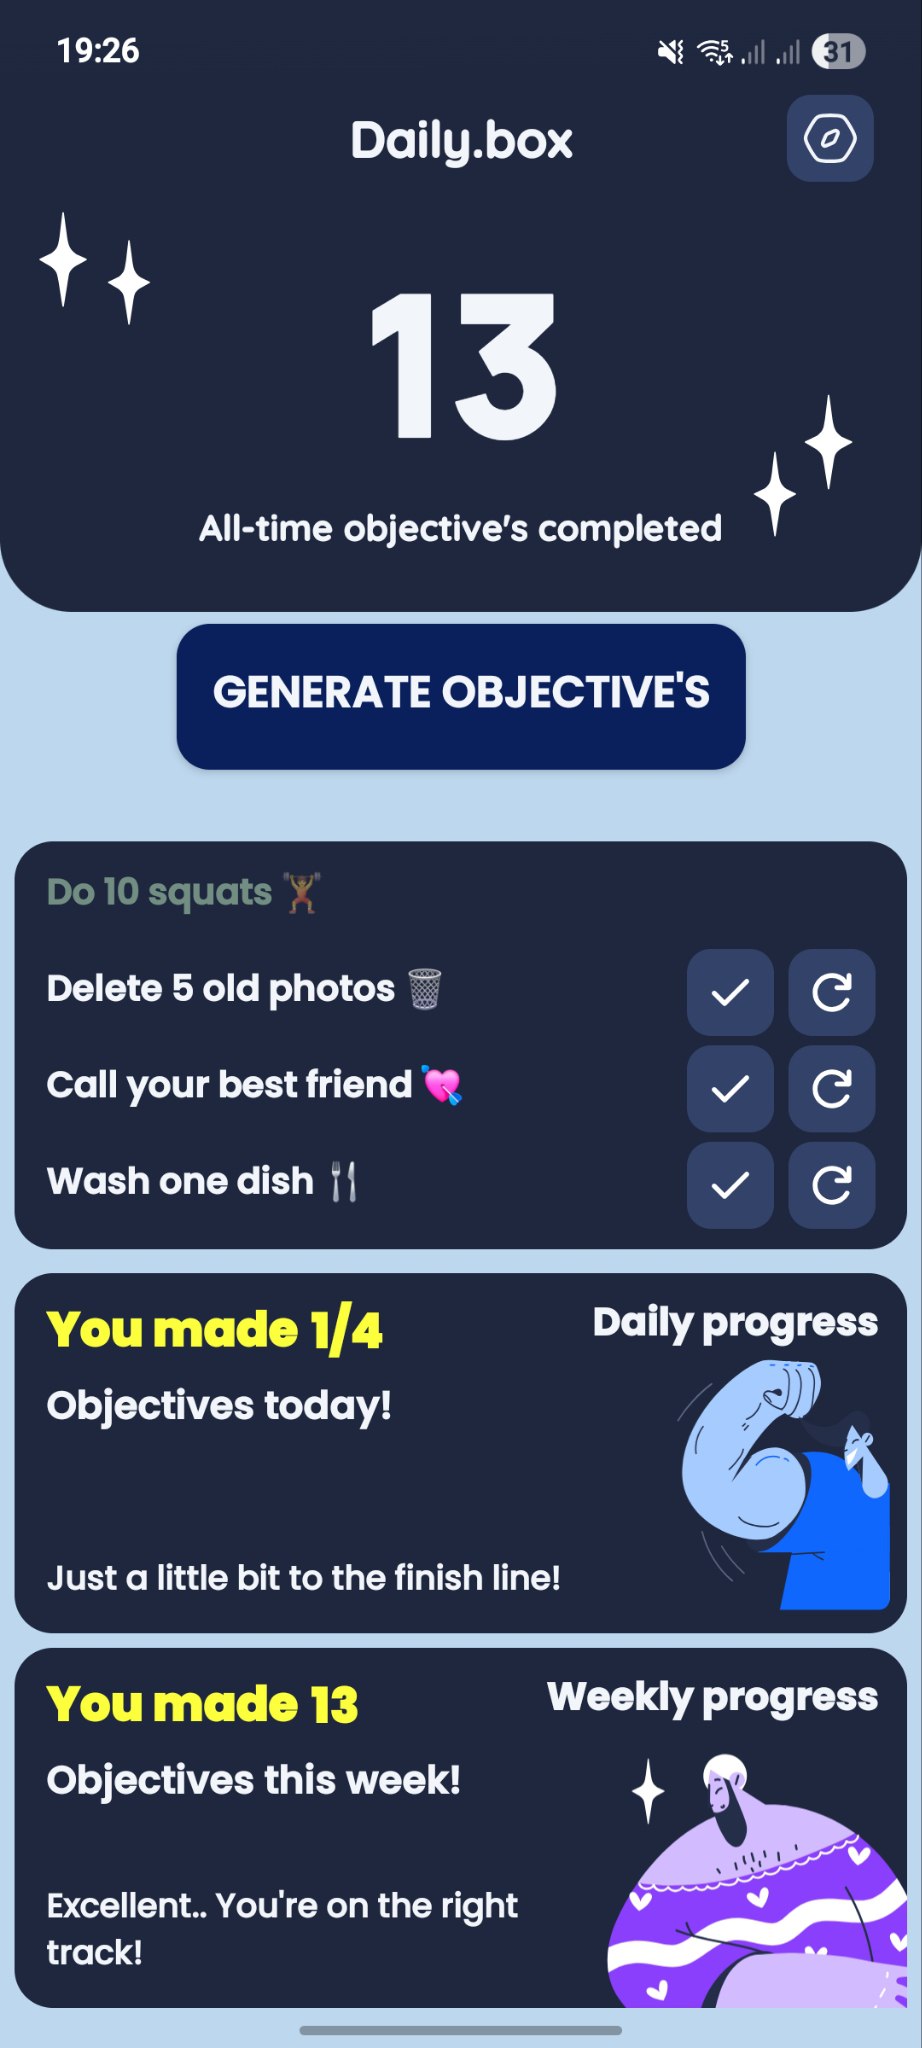 19:26
5
31
Daily.box
13
All-time objective's completed
GENERATE OBJECTIVE'S
Do 10 squats 🏋️
Delete 5 old photos 🗑️
Call your best friend 💘
Wash one dish 🍴
You made 1/4
Daily progress
Objectives today!
Just a little bit to the finish line!
You made 13
Weekly progress
Objectives this week!
Excellent.. You're on the right
track!